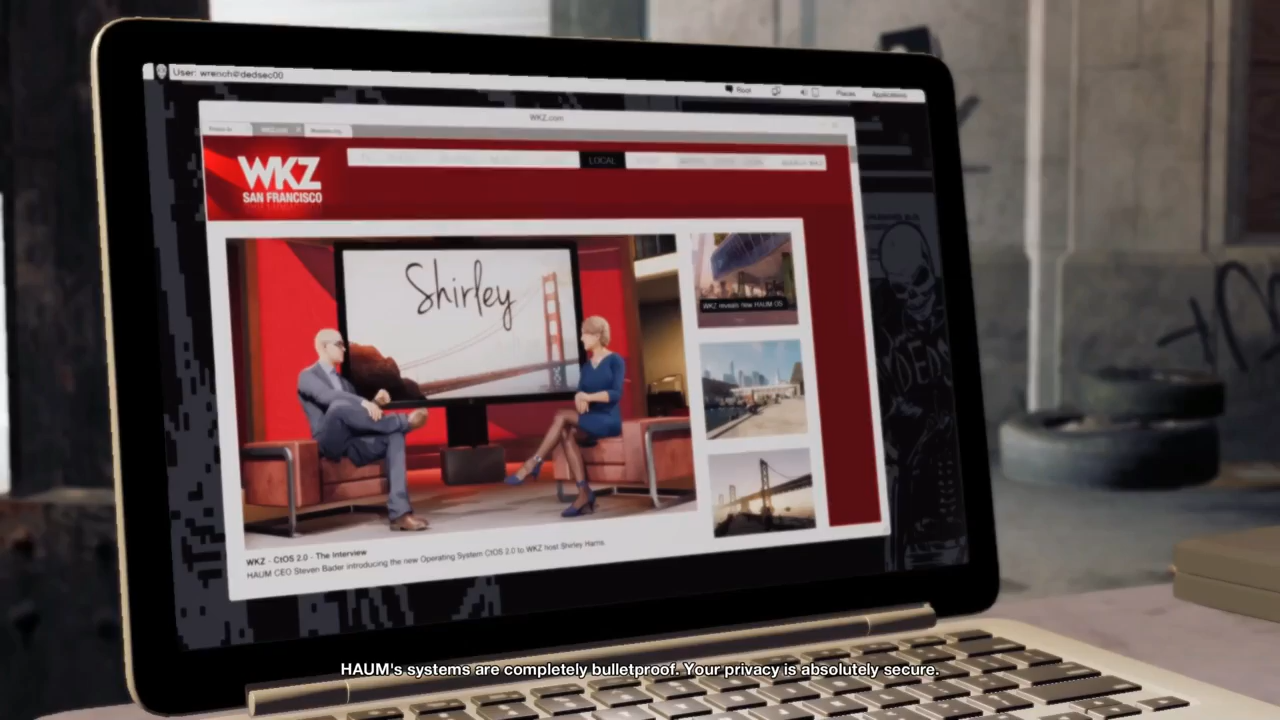 User: wrench@dedsec00
Root
Places
Applications
WKZ.com
WKZ
SAN FRANCISCO
LOCAL
Shirley
WKZ reveals new HAUM OS
WKZ - CtOS 2.0 - The Interview
HAUM CEO Steven Bader introducing the new Operating System CtOS 2.0 to WKZ host Shirley Harris.
DEDS
HAUM's systems are completely bulletproof. Your privacy is absolutely secure.